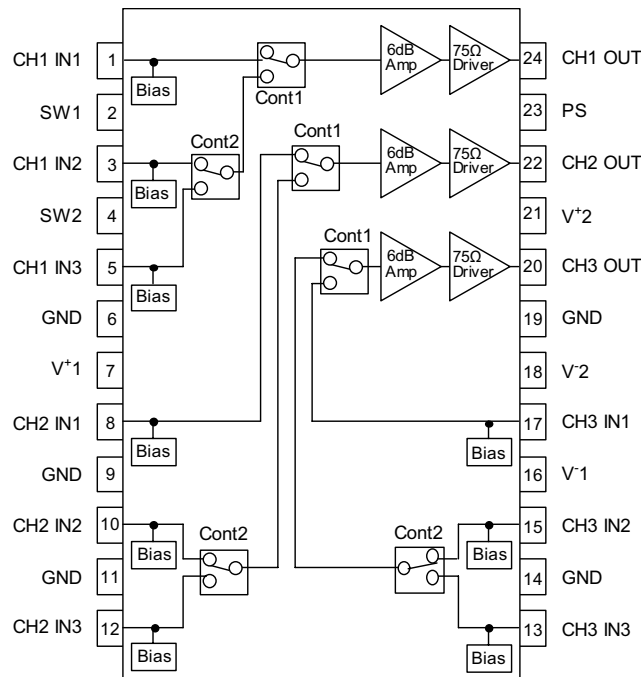 CH1 IN1 1 Bias Cont1 6dB Amp 75Ω Driver 24 CH1 OUT
SW1 2 23 PS
CH1 IN2 3 Bias Cont2 Cont1 6dB Amp 75Ω Driver 22 CH2 OUT
SW2 4 21 V+2
CH1 IN3 5 Bias Cont1 6dB Amp 75Ω Driver 20 CH3 OUT
GND 6 19 GND
V+1 7 18 V-2
CH2 IN1 8 Bias Bias 17 CH3 IN1
GND 9 16 V-1
CH2 IN2 10 Bias Cont2 Cont2 Bias 15 CH3 IN2
GND 11 14 GND
CH2 IN3 12 Bias Bias 13 CH3 IN3